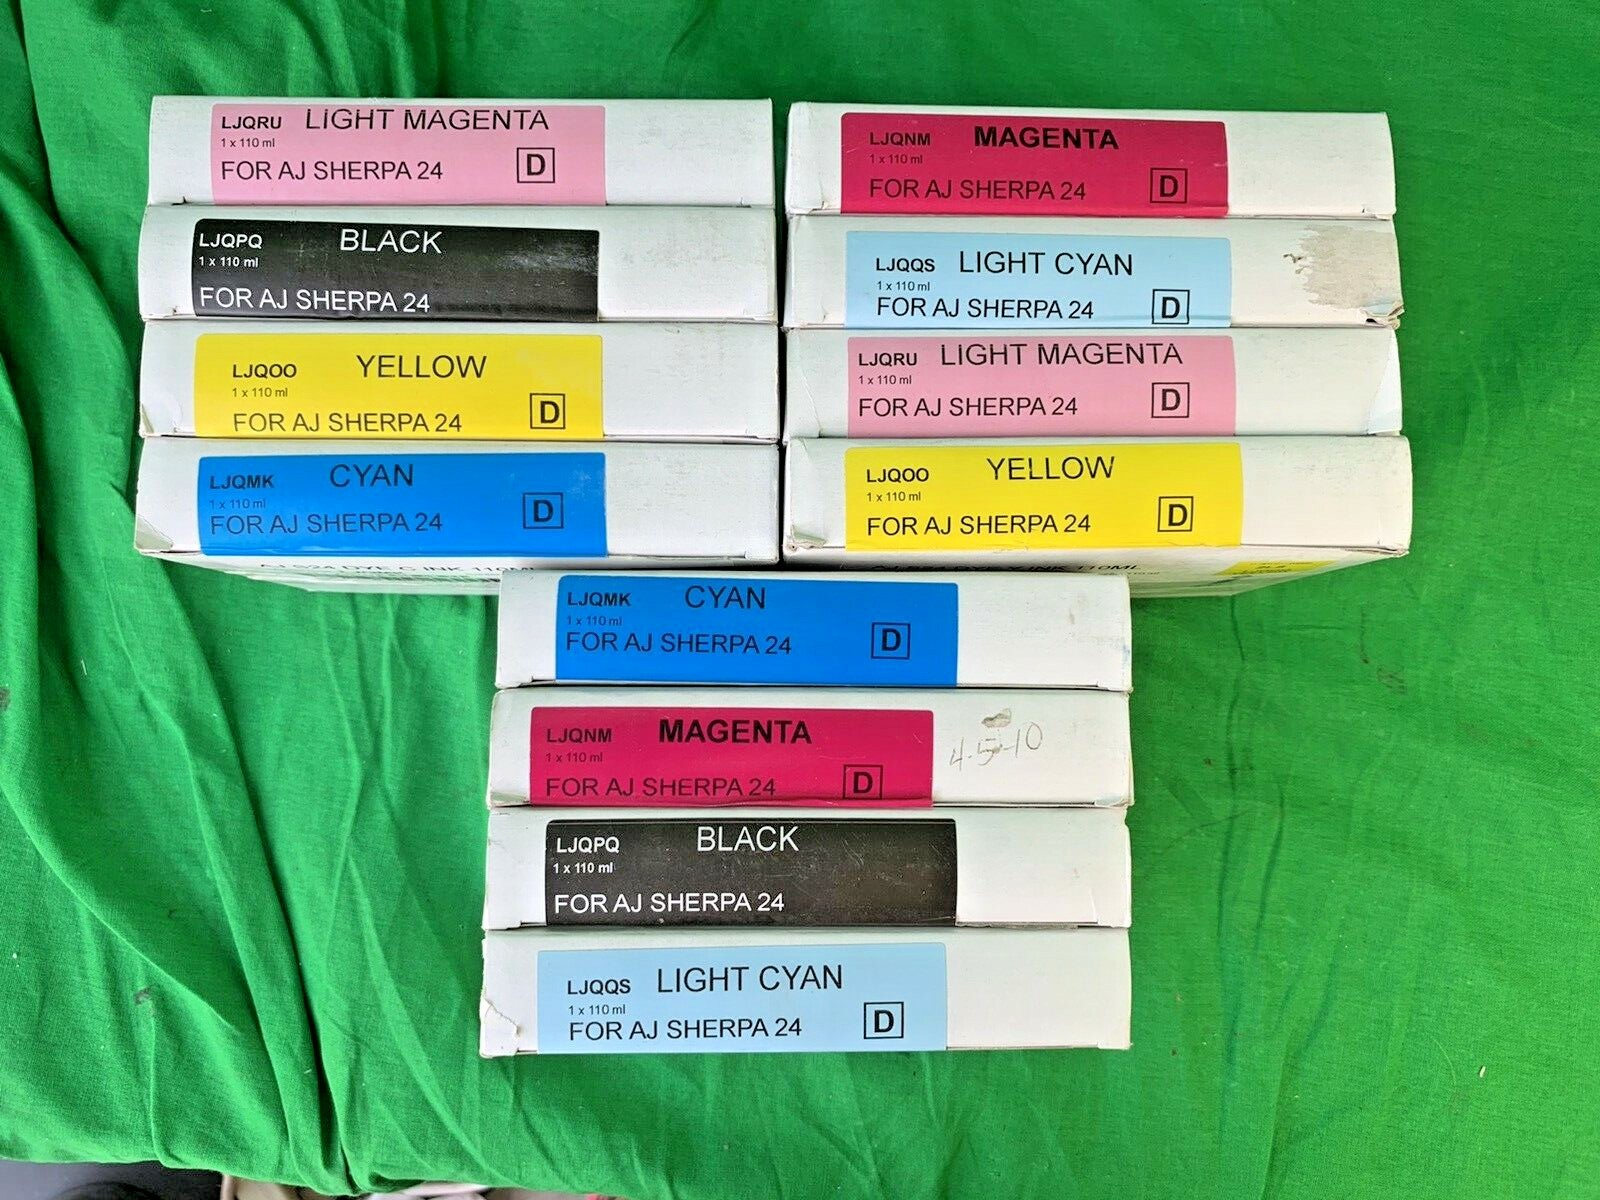 LJQRU LIGHT MAGENTA
1 x 110 ml
FOR AJ SHERPA 24 D
LJQPQ BLACK
1 x 110 ml
FOR AJ SHERPA 24
LJQOO YELLOW
1 x 110 ml
FOR AJ SHERPA 24 D
LJQMK CYAN
1 x 110 ml
FOR AJ SHERPA 24 D
LJQNM MAGENTA
1 x 110 ml
FOR AJ SHERPA 24 D
LJQQS LIGHT CYAN
1 x 110 ml
FOR AJ SHERPA 24 D
LJQRU LIGHT MAGENTA
1 x 110 ml
FOR AJ SHERPA 24 D
LJQOO YELLOW
1 x 110 ml
FOR AJ SHERPA 24 D
LJQMK CYAN
1 x 110 ml
FOR AJ SHERPA 24 D
LJQNM MAGENTA
1 x 110 ml
FOR AJ SHERPA 24 D
4-5-10
LJQPQ BLACK
1 x 110 ml
FOR AJ SHERPA 24
LJQQS LIGHT CYAN
1 x 110 ml
FOR AJ SHERPA 24 D